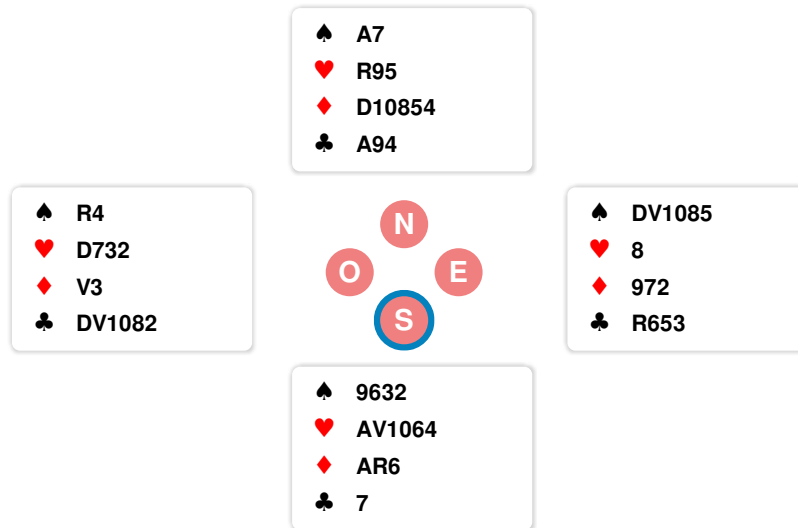 ♠ A7
♥ R95
♦ D10854
♣ A94
♠ R4
♥ D732
♦ V3
♣ DV1082
N
O E
S
♠ DV1085
♥ 8
♦ 972
♣ R653
♠ 9632
♥ AV1064
♦ AR6
♣ 7